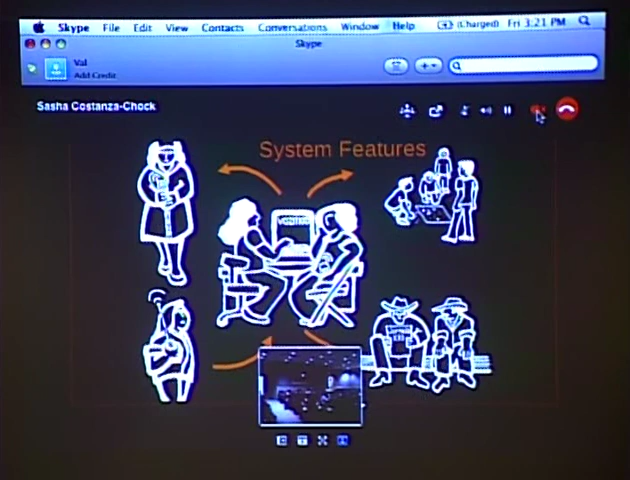 Skype File Edit View Contacts Conversations Window Help (Charged) Fri 3:21 PM
Skype
Val
Add Credit
Sasha Costanza-Chock
System Features